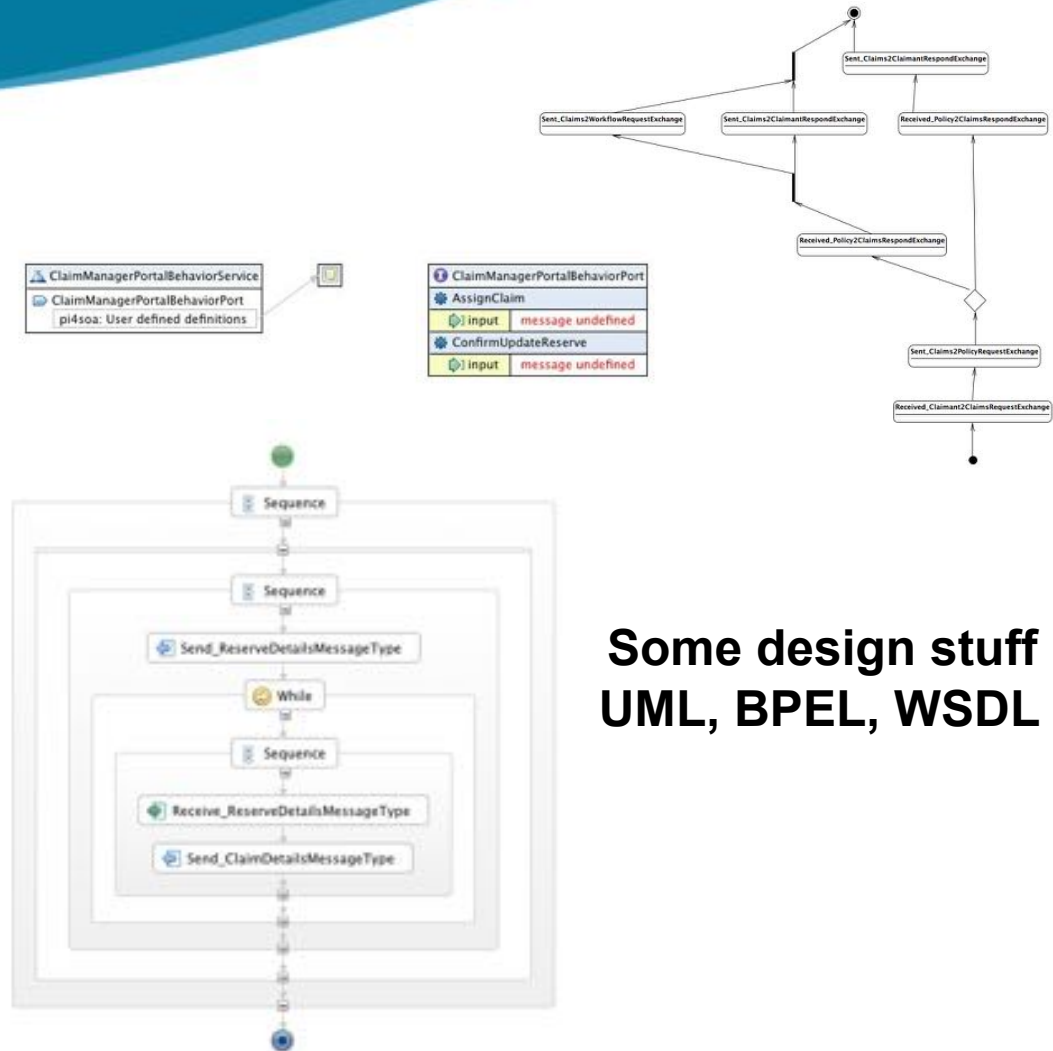 Sent_Claims2ClaimantRespondExchange
Sent_Claims2WorkflowRequestExchange
Sent_Claims2ClaimantRespondExchange
Received_Policy2ClaimsRespondExchange
Received_Policy2ClaimsRespondExchange
Sent_Claims2PolicyRequestExchange
Received_Claimant2ClaimsRequestExchange
ClaimManagerPortalBehaviorService
ClaimManagerPortalBehaviorPort
pi4soa: User defined definitions
ClaimManagerPortalBehaviorPort
AssignClaim
input message undefined
ConfirmUpdateReserve
input message undefined
Sequence
Sequence
Send_ReserveDetailsMessageType
While
Sequence
Receive_ReserveDetailsMessageType
Send_ClaimDetailsMessageType
Some design stuff
UML, BPEL, WSDL